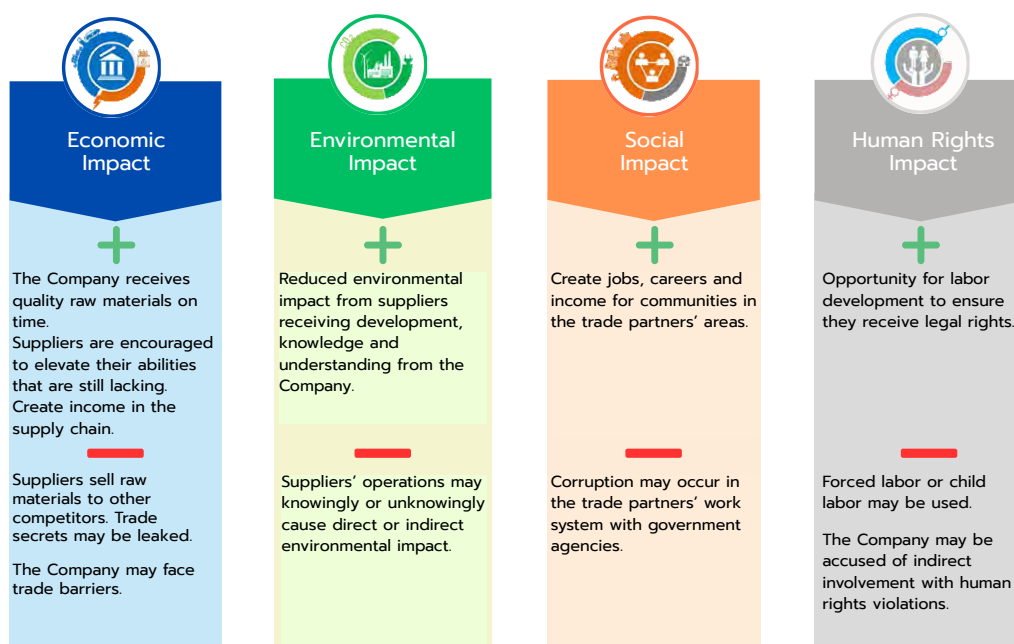 Economic
Impact
The Company receives
quality raw materials on
time.
Suppliers are encouraged
to elevate their abilities
that are still lacking.
Create income in the
supply chain.
Suppliers sell raw
materials to other
competitors. Trade
secrets may be leaked.
The Company may face
trade barriers.
Environmental
Impact
Reduced environmental
impact from suppliers
receiving development,
knowledge and
understanding from the
Company.
Suppliers’ operations may
knowingly or unknowingly
cause direct or indirect
environmental impact.
Social
Impact
Create jobs, careers and
income for communities in
the trade partners’ areas.
Corruption may occur in
the trade partners’ work
system with government
agencies.
Human Rights
Impact
Opportunity for labor
development to ensure
they receive legal rights.
Forced labor or child
labor may be used.
The Company may be
accused of indirect
involvement with human
rights violations.